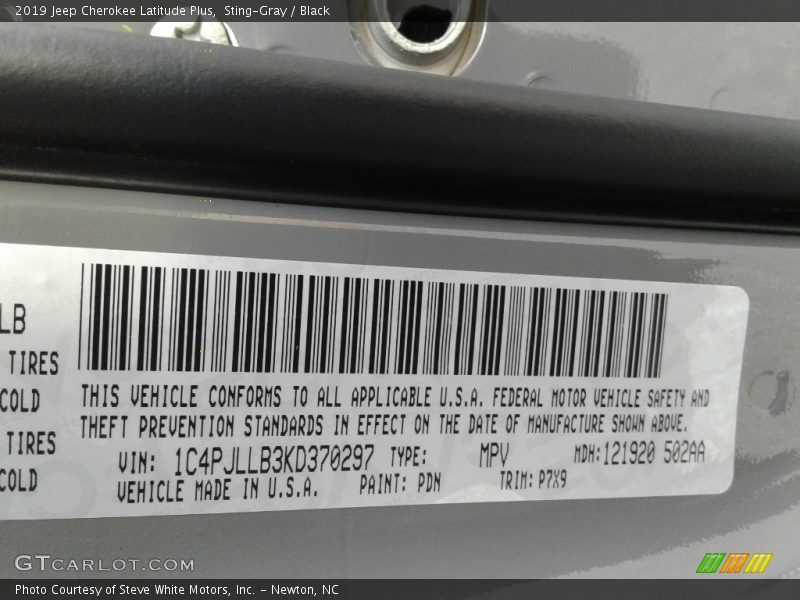 2019 Jeep Cherokee Latitude Plus, Sting-Gray / Black
LB
TIRES
COLD
TIRES
COLD
THIS VEHICLE CONFORMS TO ALL APPLICABLE U.S.A. FEDERAL MOTOR VEHICLE SAFETY AND
THEFT PREVENTION STANDARDS IN EFFECT ON THE DATE OF MANUFACTURE SHOWN ABOVE.
VIN: 1C4PJLLB3KD370297 TYPE: MPV MDH:121920 502AA
VEHICLE MADE IN U.S.A. PAINT: PDN TRIM: P7X9
GTCARLOT.COM
Photo Courtesy of Steve White Motors, Inc. - Newton, NC